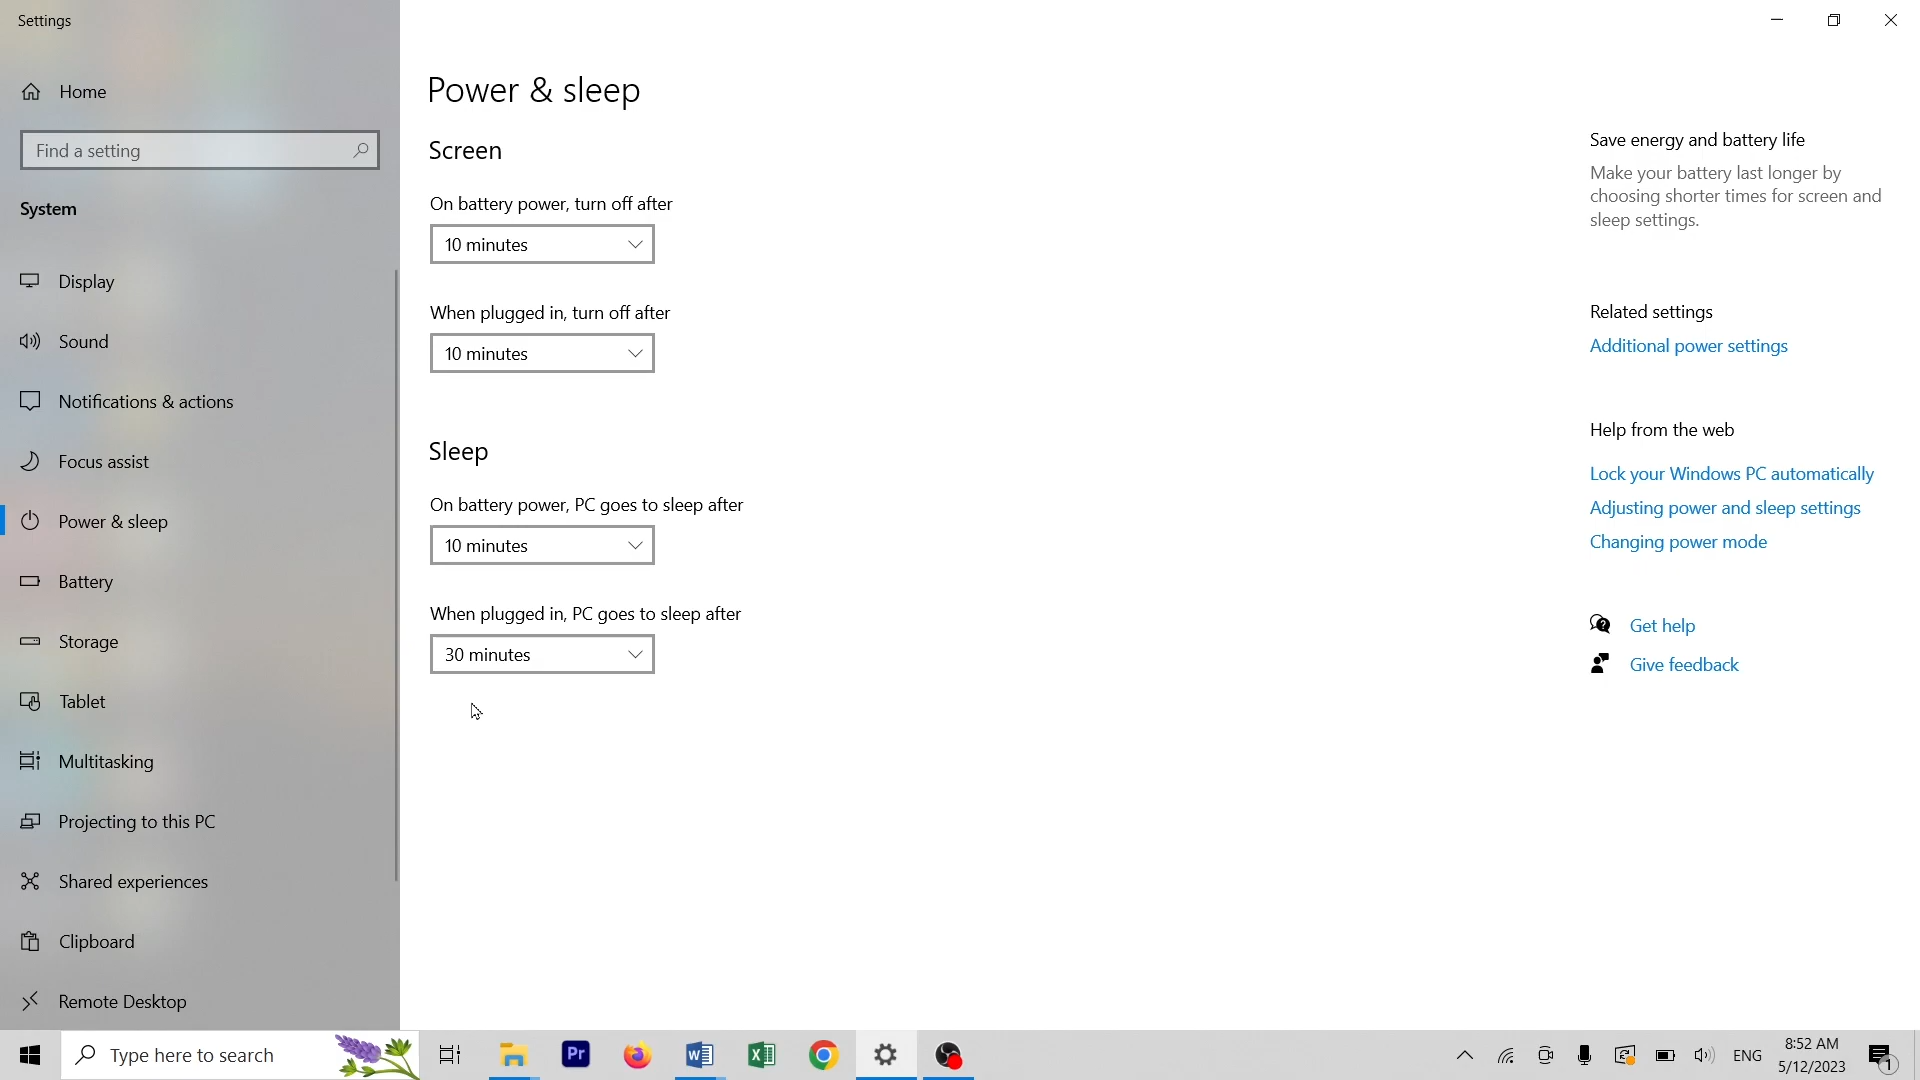 Settings
Home
Find a setting
System
Display
Sound
Notifications & actions
Focus assist
Power & sleep
Battery
Storage
Tablet
Multitasking
Projecting to this PC
Shared experiences
Clipboard
Remote Desktop
Power & sleep
Screen
On battery power, turn off after
10 minutes
When plugged in, turn off after
10 minutes
Sleep
On battery power, PC goes to sleep after
10 minutes
When plugged in, PC goes to sleep after
30 minutes
Save energy and battery life
Make your battery last longer by
choosing shorter times for screen and
sleep settings.
Related settings
Additional power settings
Help from the web
Lock your Windows PC automatically
Adjusting power and sleep settings
Changing power mode
Get help
Give feedback
Type here to search
Pr
ENG
8:52 AM
5/12/2023
1